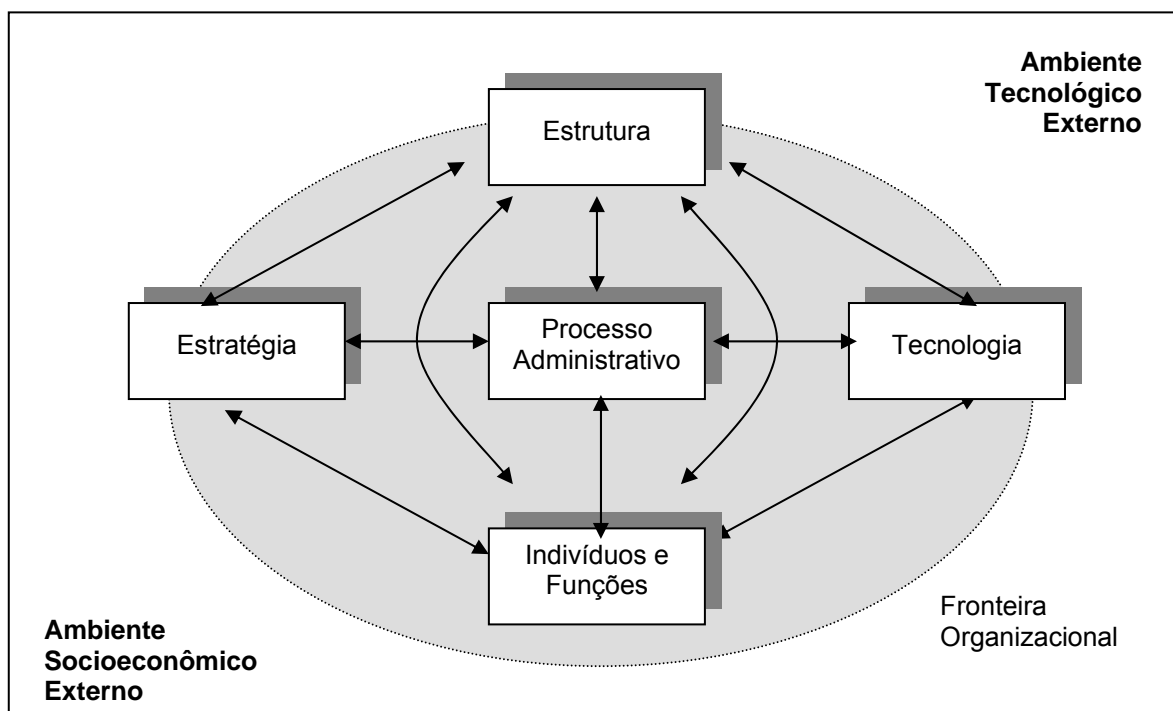 Ambiente
Tecnológico
Externo
Estrutura
Estratégia
Processo
Administrativo
Tecnologia
Indivíduos e
Funções
Fronteira
Organizacional
Ambiente
Socioeconômico
Externo